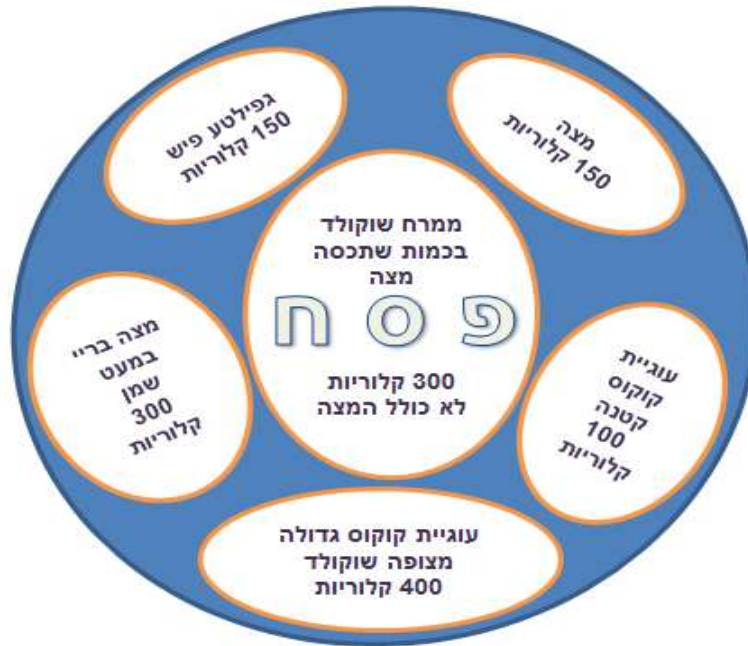 גפילטע פיש
150 קלוריות
מצה
150 קלוריות
ממרח שוקולד
בכמות שתכסה
מצה
פסח
300 קלוריות
לא כולל המצה
מצה בריי
במעט
שמן
300
קלוריות
עוגיית
קוקוס
קטנה
100
קלוריות
עוגיית קוקוס גדולה
מצופה שוקולד
400 קלוריות